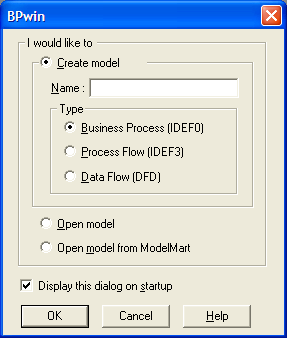 BPwin
I would like to
Create model
Name :
Type
Business Process (IDEF0)
Process Flow (IDEF3)
Data Flow (DFD)
Open model
Open model from ModelMart
Display this dialog on startup
OK Cancel Help